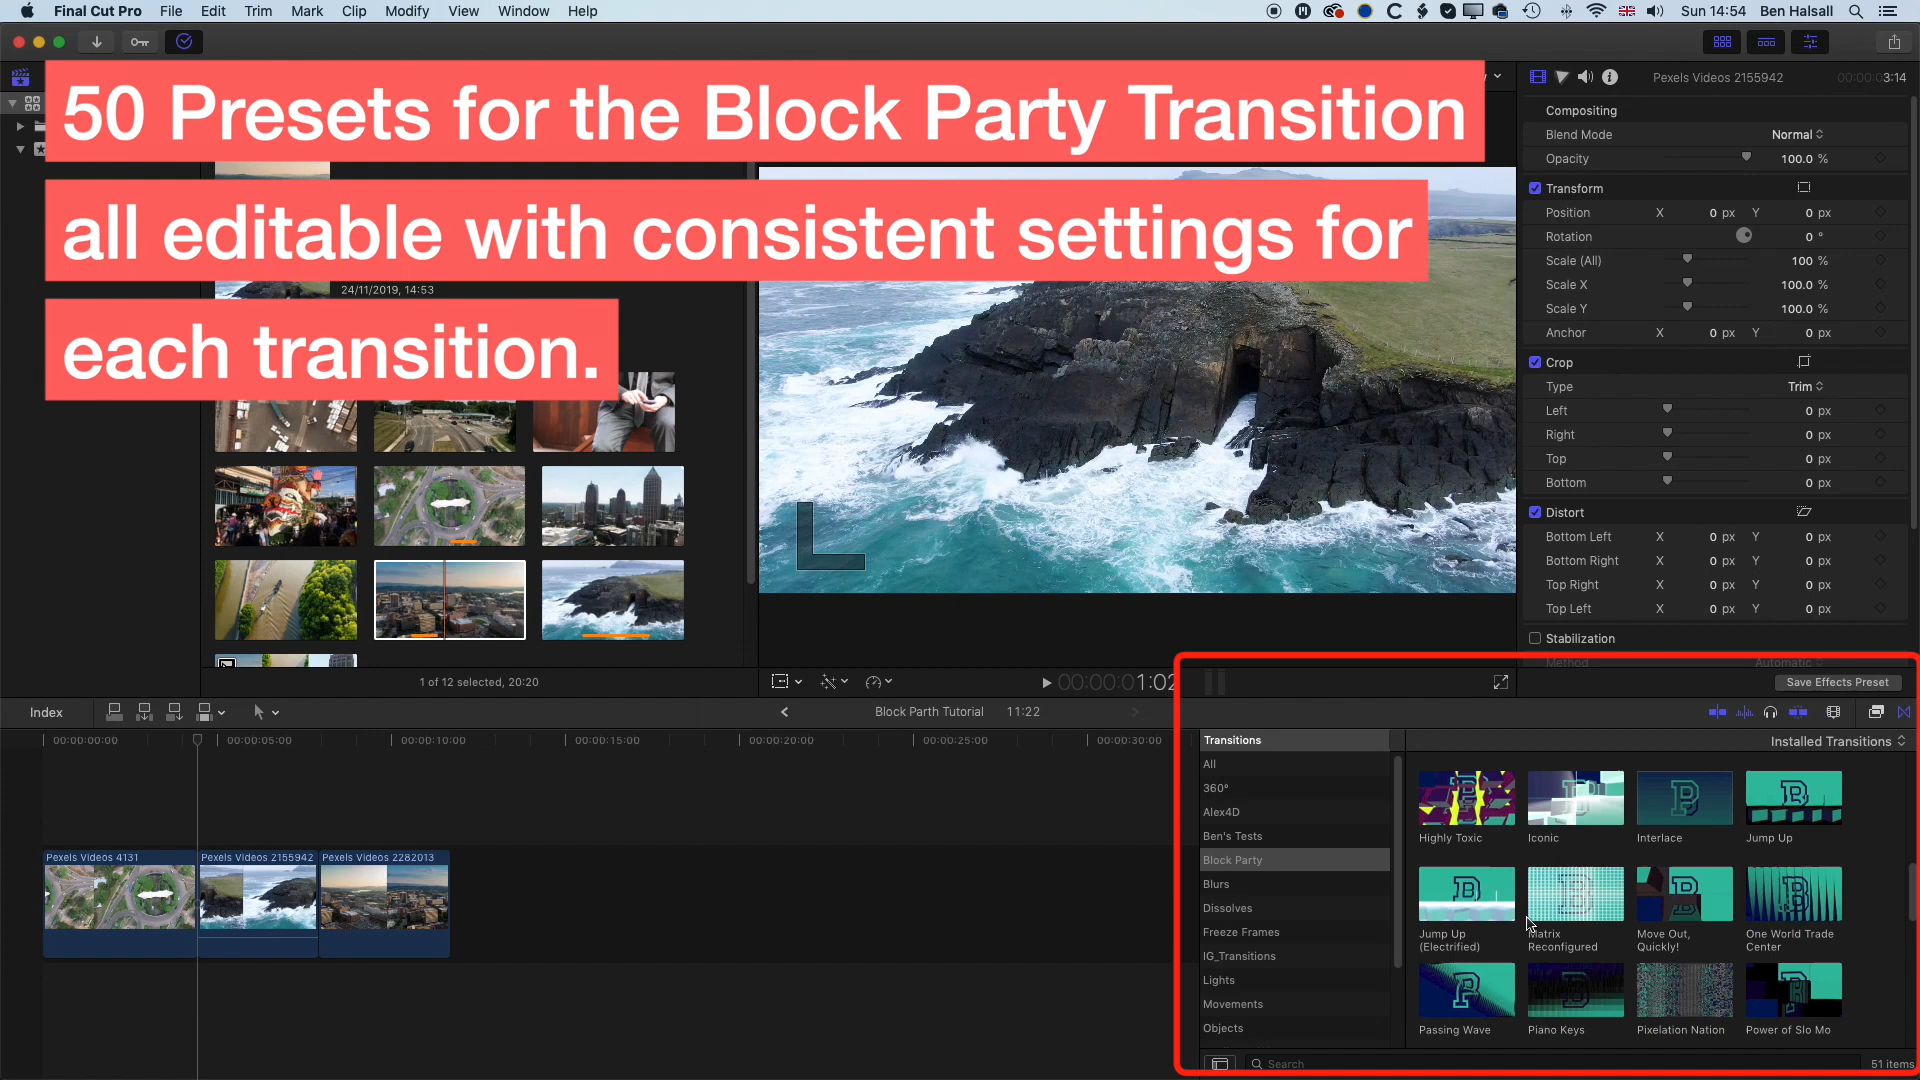 Final Cut Pro File Edit Trim Mark Clip Modify View Window Help
Sun 14:54 Ben Halsall
50 Presets for the Block Party Transition
all editable with consistent settings for
each transition.
24/11/2019, 14:53
1 of 12 selected, 20:20
00:00:01:02
Pexels Videos 2155942 00:00:03:14
Compositing
Blend Mode Normal
Opacity 100.0 %
Transform
Position X 0 px Y 0 px
Rotation 0 °
Scale (All) 100 %
Scale X 100.0 %
Scale Y 100.0 %
Anchor X 0 px Y 0 px
Crop
Type Trim
Left 0 px
Right 0 px
Top 0 px
Bottom 0 px
Distort
Bottom Left X 0 px Y 0 px
Bottom Right X 0 px Y 0 px
Top Right X 0 px Y 0 px
Top Left X 0 px Y 0 px
Stabilization
Method Automatic
Save Effects Preset
Index
Block Parth Tutorial 11:22
00:00:00:00 00:00:05:00 00:00:10:00 00:00:15:00 00:00:20:00 00:00:25:00 00:00:30:00
Pexels Videos 4131 Pexels Videos 2155942 Pexels Videos 2282013
Transitions
All
360°
Alex4D
Ben's Tests
Block Party
Blurs
Dissolves
Freeze Frames
IG_Transitions
Lights
Movements
Objects
Installed Transitions
Highly Toxic Iconic Interlace Jump Up
Jump Up Matrix Move Out, One World Trade
(Electrified) Reconfigured Quickly! Center
Passing Wave Piano Keys Pixelation Nation Power of Slo Mo
Search
51 items